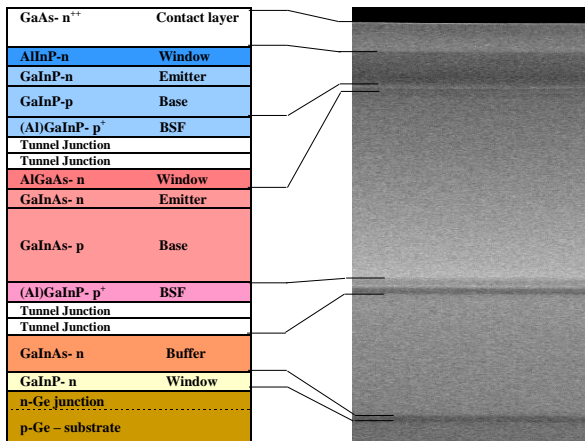 GaAs- n++ Contact layer
AlInP-n Window
GaInP-n Emitter
GaInP-p Base
(Al)GaInP- p+ BSF
Tunnel Junction
Tunnel Junction
AlGaAs- n Window
GaInAs- n Emitter
GaInAs- p Base
(Al)GaInP- p+ BSF
Tunnel Junction
Tunnel Junction
GaInAs- n Buffer
GaInP- n Window
n-Ge junction
p-Ge – substrate